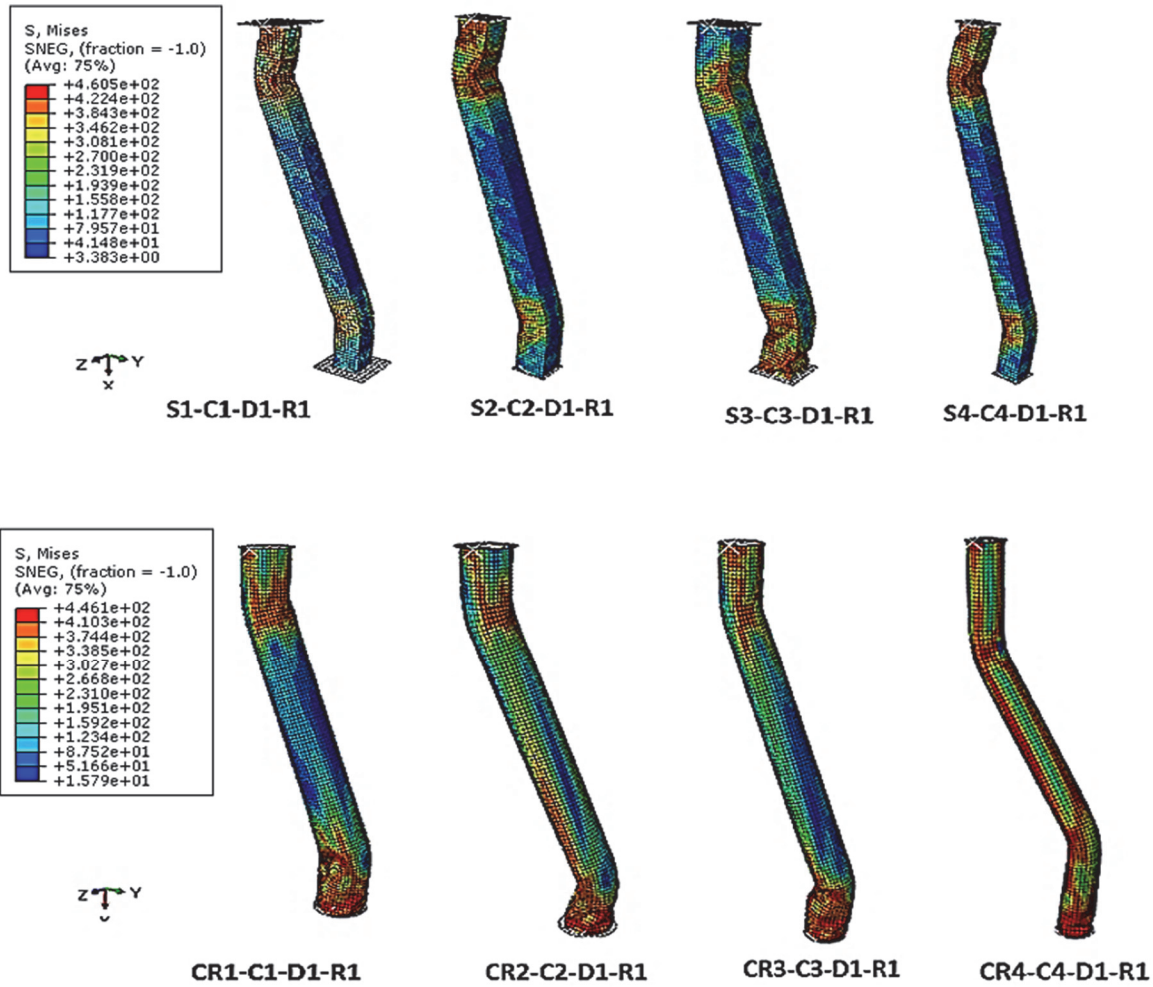 S, Mises
SNEG, (fraction = -1.0)
(Avg: 75%)
+4.605e+02
+4.224e+02
+3.843e+02
+3.462e+02
+3.081e+02
+2.700e+02
+2.319e+02
+1.939e+02
+1.558e+02
+1.177e+02
+7.957e+01
+4.148e+01
+3.383e+00
Z Y
X
S1-C1-D1-R1
S2-C2-D1-R1
S3-C3-D1-R1
S4-C4-D1-R1
S, Mises
SNEG, (fraction = -1.0)
(Avg: 75%)
+4.461e+02
+4.103e+02
+3.744e+02
+3.385e+02
+3.027e+02
+2.668e+02
+2.310e+02
+1.951e+02
+1.592e+02
+1.234e+02
+8.752e+01
+5.166e+01
+1.579e+01
Z Y
CR1-C1-D1-R1
CR2-C2-D1-R1
CR3-C3-D1-R1
CR4-C4-D1-R1